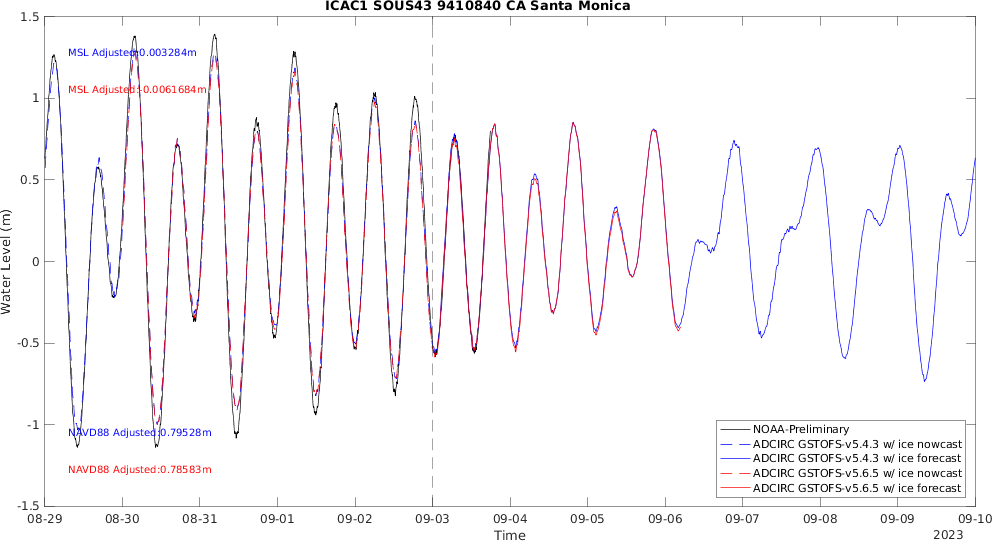 ICAC1 SOUS43 9410840 CA Santa Monica
1.5
MSL Adjusted:0.003284m
1
MSL Adjusted:-0.0061684m
0.5
Water Level (m)
0
-0.5
-1
NAVD88 Adjusted:0.79528m
NAVD88 Adjusted:0.78583m
NOAA-Preliminary
ADCIRC GSTOFS-v5.4.3 w/ ice nowcast
ADCIRC GSTOFS-v5.4.3 w/ ice forecast
ADCIRC GSTOFS-v5.6.5 w/ ice nowcast
ADCIRC GSTOFS-v5.6.5 w/ ice forecast
-1.5
08-29 08-30 08-31 09-01 09-02 09-03 09-04 09-05 09-06 09-07 09-08 09-09 09-10
Time
2023